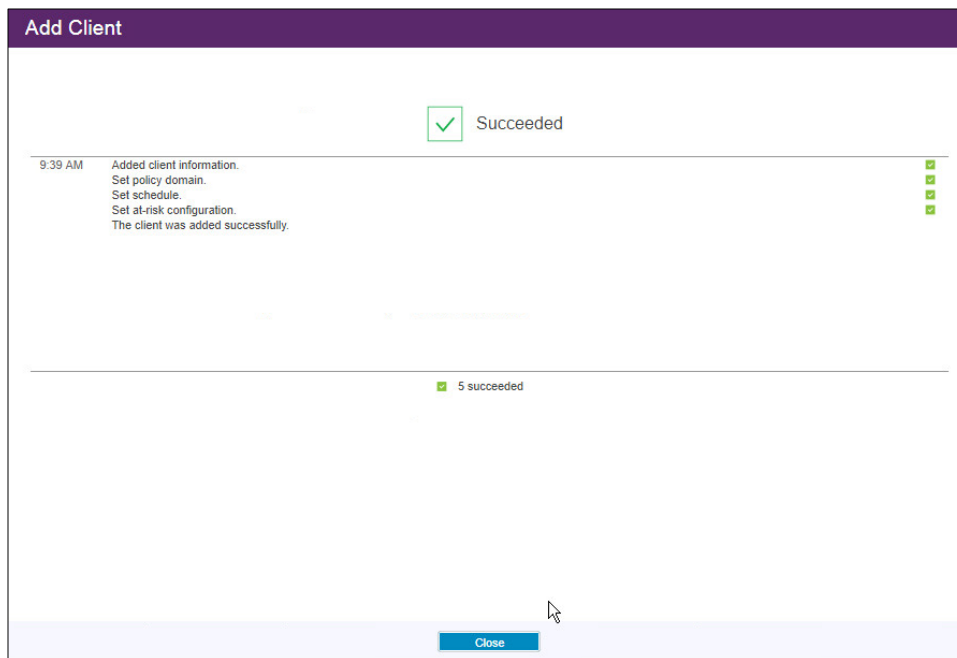 Add Client
Succeeded
9:39 AM Added client information.
Set policy domain.
Set schedule.
Set at-risk configuration.
The client was added successfully.
5 succeeded
Close